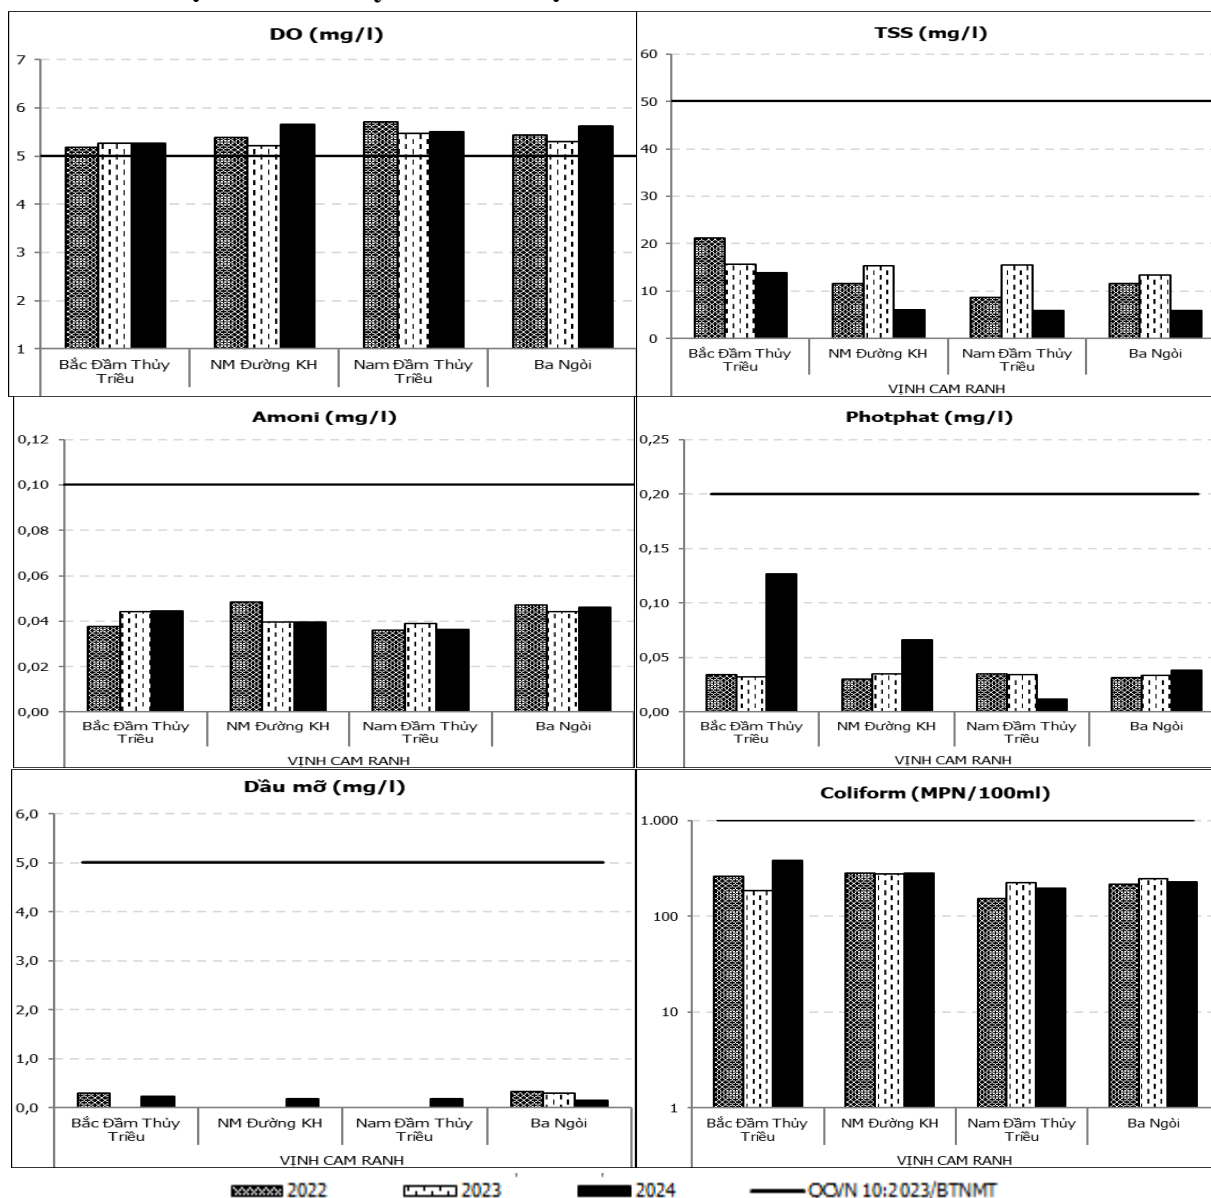 DO (mg/l)
7
6
5
4
3
2
1
Bắc Đầm Thủy Triều
NM Đường KH
Nam Đầm Thủy Triều
Ba Ngòi
TSS (mg/l)
60
50
40
30
20
10
0
Bắc Đầm Thủy Triều
NM Đường KH
Nam Đầm Thủy Triều
Ba Ngòi
VỊNH CAM RANH
Amoni (mg/l)
0,12
0,10
0,08
0,06
0,04
0,02
0,00
Bắc Đầm Thủy Triều
NM Đường KH
Nam Đầm Thủy Triều
Ba Ngòi
VỊNH CAM RANH
Photphat (mg/l)
0,25
0,20
0,15
0,10
0,05
0,00
Bắc Đầm Thủy Triều
NM Đường KH
Nam Đầm Thủy Triều
Ba Ngòi
VỊNH CAM RANH
Dầu mỡ (mg/l)
6,0
5,0
4,0
3,0
2,0
1,0
0,0
Bắc Đầm Thủy Triều
NM Đường KH
Nam Đầm Thủy Triều
Ba Ngòi
VỊNH CAM RANH
Coliform (MPN/100ml)
1.000
100
10
1
Bắc Đầm Thủy Triều
NM Đường KH
Nam Đầm Thủy Triều
Ba Ngòi
VỊNH CAM RANH
2022
2023
2024
QCVN 10:2023/BTNMT